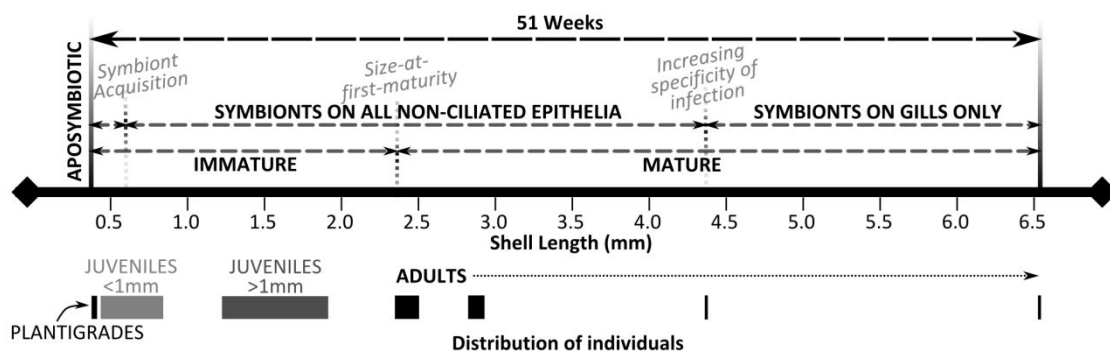 51 Weeks
APOSYMBIOTIC
Symbiont
Acquisition
Size-at-
first-maturity
Increasing
specificity of
infection
SYMBIONTS ON ALL NON-CILIATED EPITHELIA
SYMBIONTS ON GILLS ONLY
IMMATURE
MATURE
0.5 1.0 1.5 2.0 2.5 3.0 3.5 4.0 4.5 5.0 5.5 6.0 6.5
Shell Length (mm)
JUVENILES
<1mm
JUVENILES
>1mm
ADULTS
PLANTIGRADES
Distribution of individuals